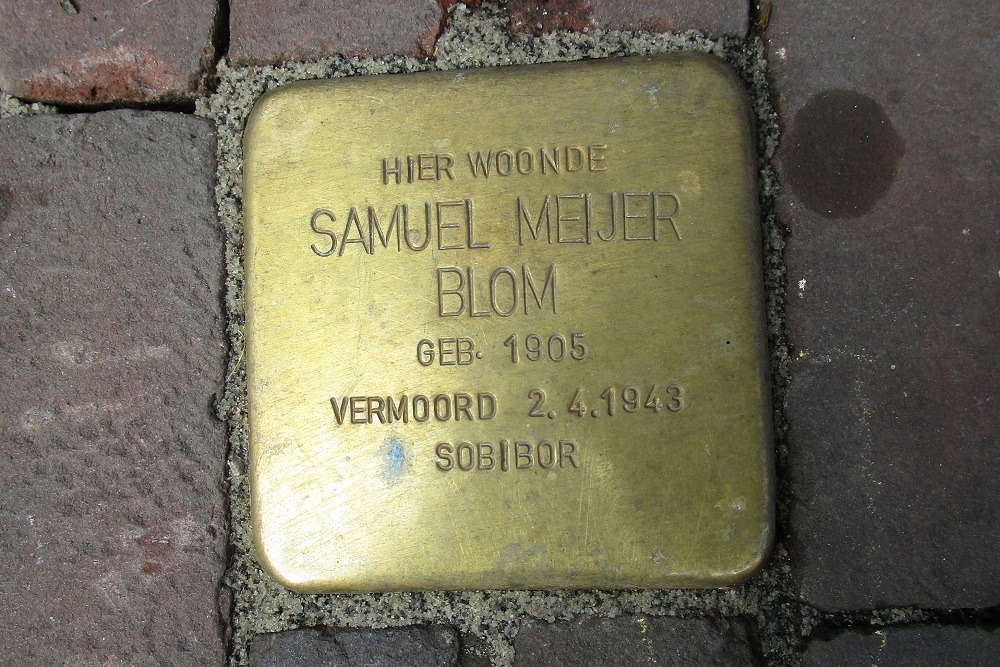 HIER WOONDE
SAMUEL MEIJER
BLOM
GEB. 1905
VERMOORD 2.4.1943
SOBIBOR